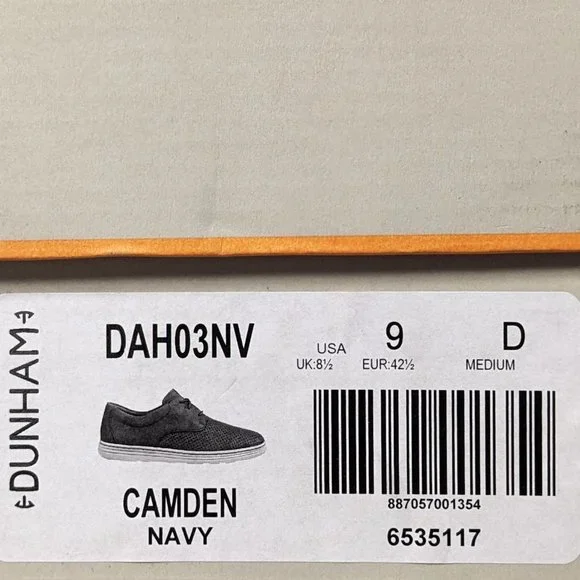 DUNHAM
DAH03NV
CAMDEN
NAVY
USA 9 D
UK:8½ EUR:42½ MEDIUM
887057001354
6535117